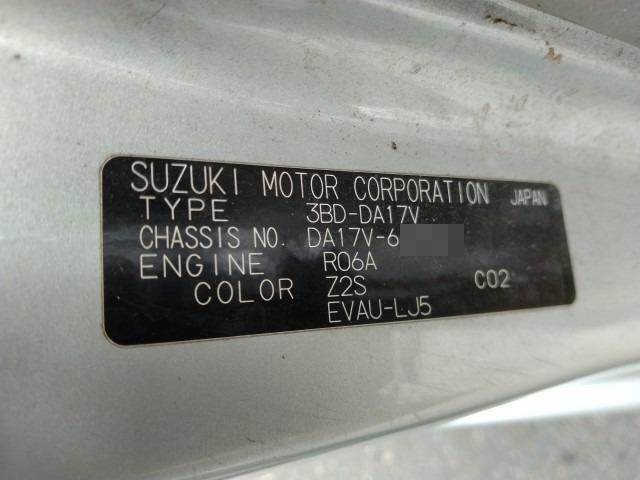 SUZUKI MOTOR CORPORATION JAPAN
TYPE 3BD-DA17V
CHASSIS NO. DA17V-6
ENGINE R06A
COLOR Z2S C02
EVAU-LJ5